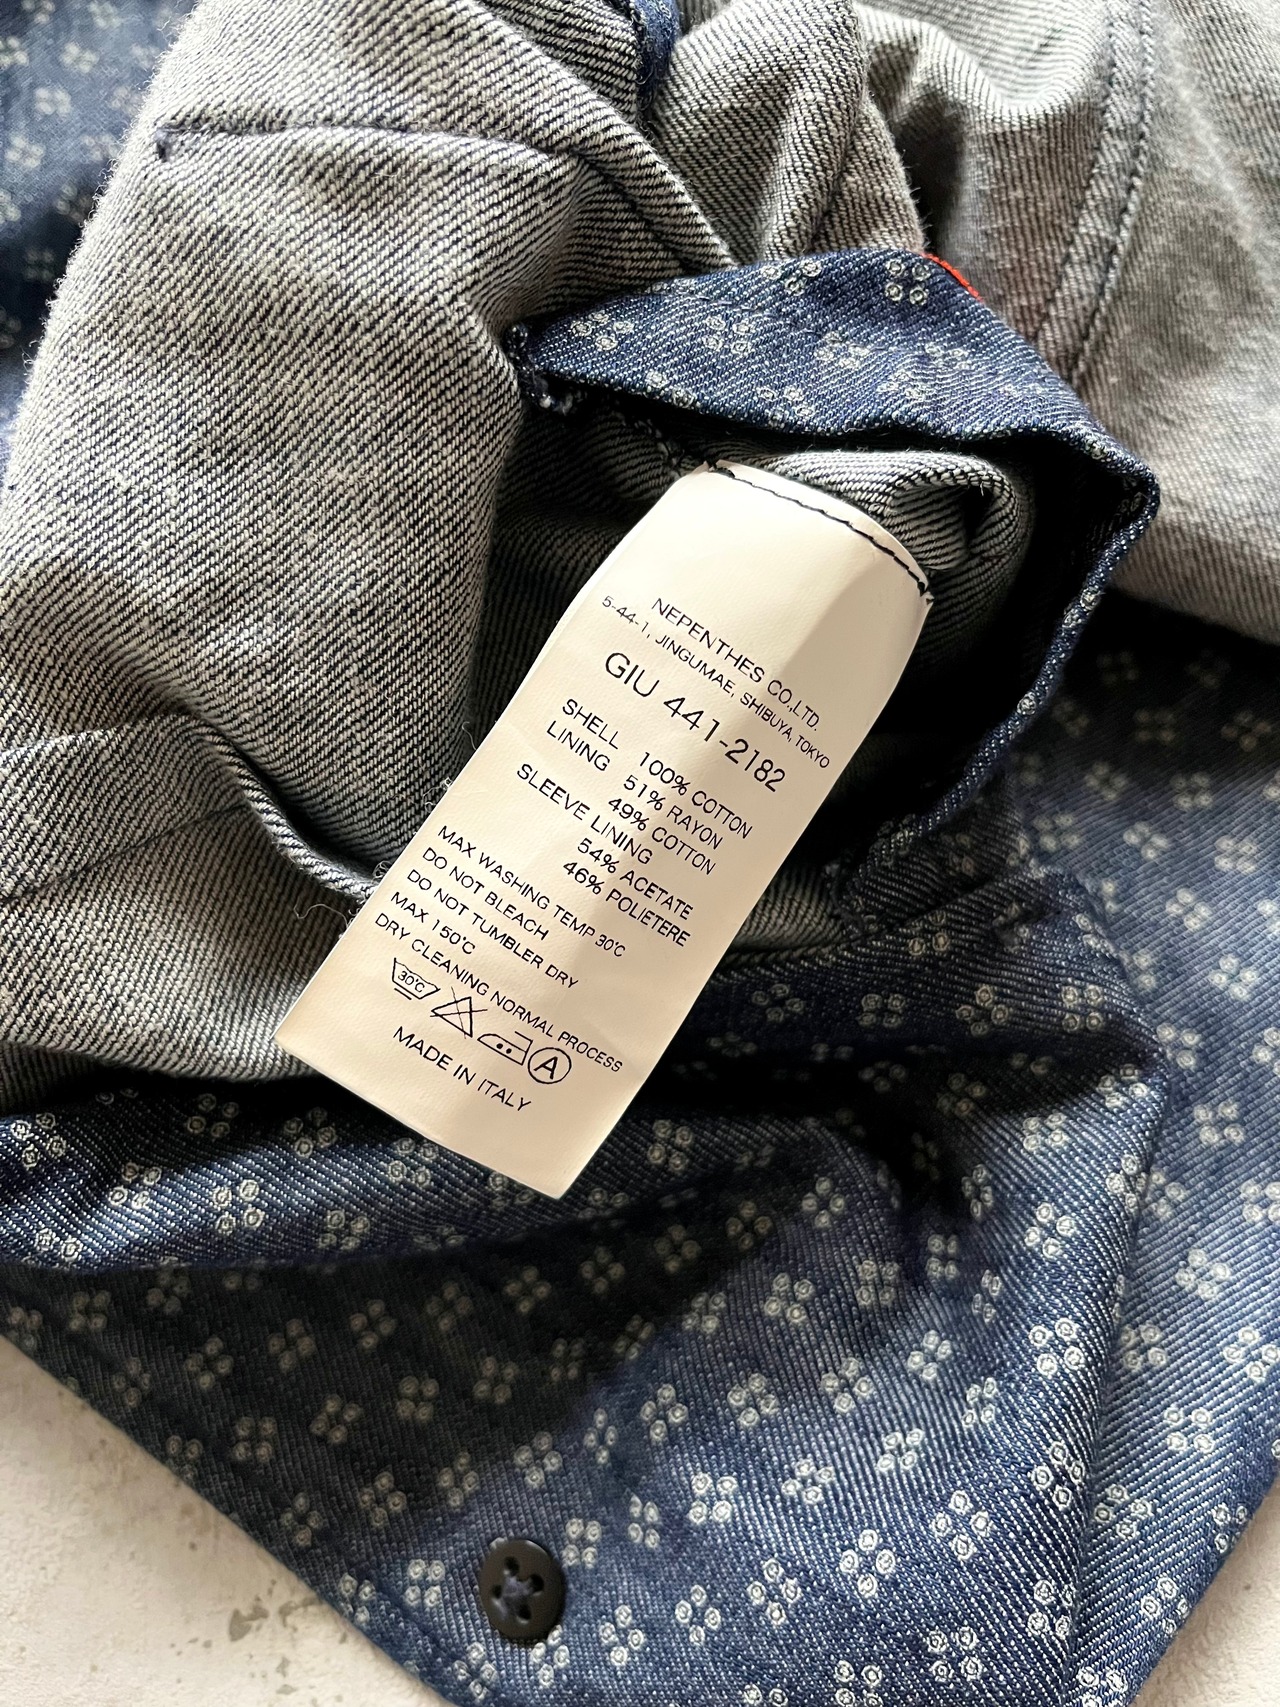 NEPENTHES CO.,LTD.
5-44-1, JINGUMAE, SHIBUYA, TOKYO
GIU 441-2182
SHELL 100% COTTON
LINING 51% RAYON
49% COTTON
SLEEVE LINING
54% ACETATE
46% POLIETERE
MAX WASHING TEMP 30°C
DO NOT BLEACH
DO NOT TUMBLER DRY
MAX 150°C
DRY CLEANING NORMAL PROCESS
30°C A
MADE IN ITALY